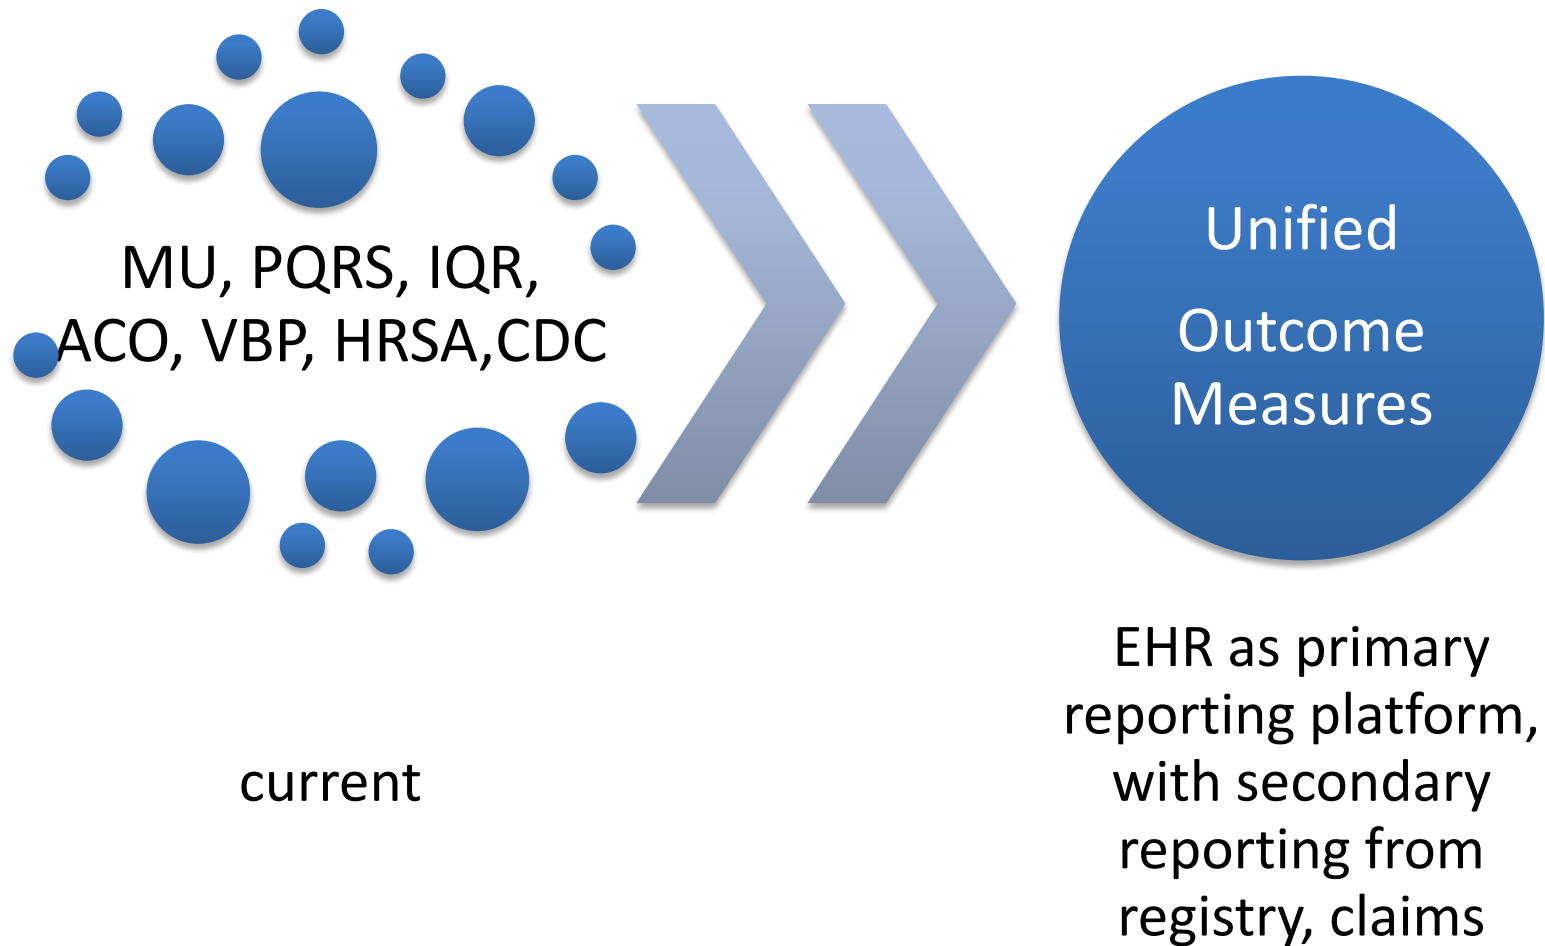 MU, PQRS, IQR,
ACO, VBP, HRSA,CDC
current
Unified
Outcome
Measures
EHR as primary
reporting platform,
with secondary
reporting from
registry, claims